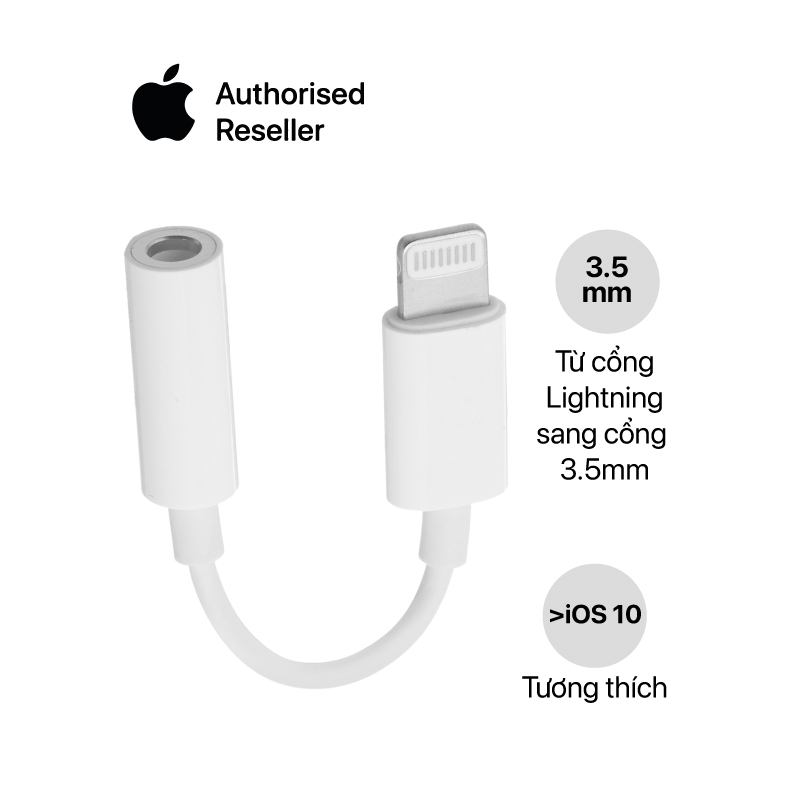 Authorised
Reseller
3.5
mm
Từ cổng
Lightning
sang cổng
3.5mm
>iOS 10
Tương thích